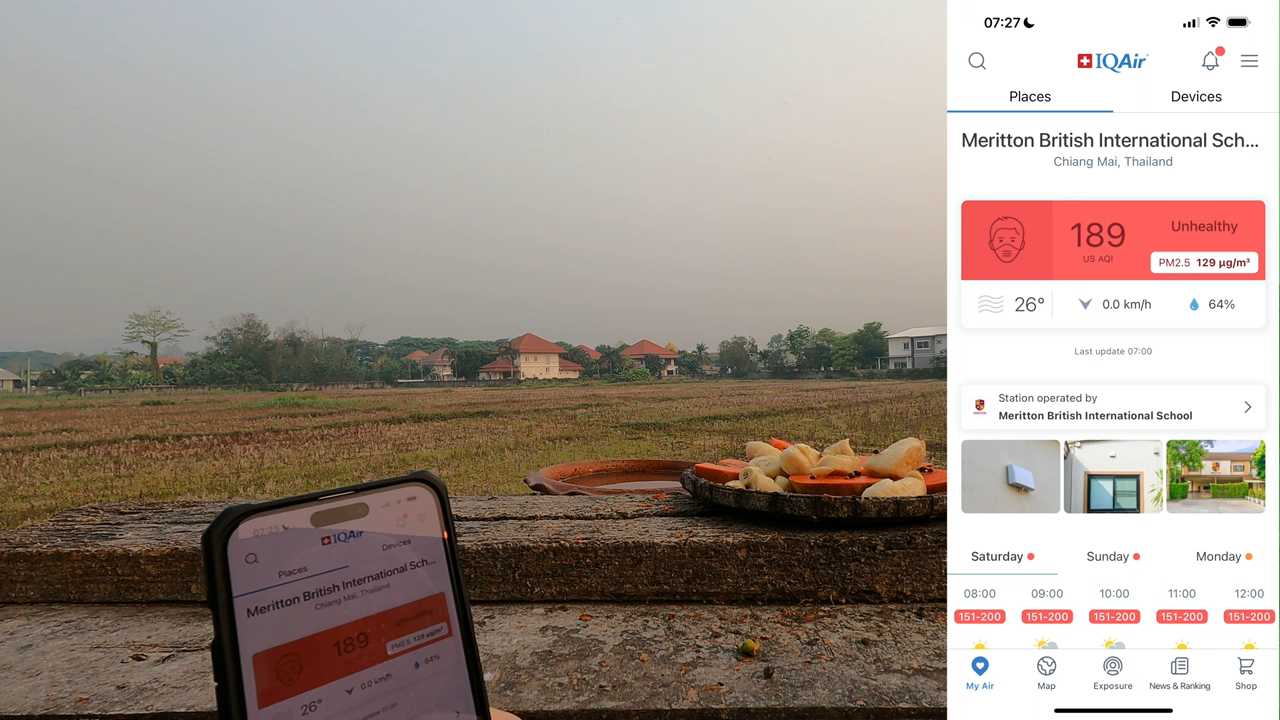 07:27
IQAir
Places
Devices
Meritton British International Sch...
Chiang Mai, Thailand
189
US AQI
Unhealthy
PM2.5 129 µg/m³
26°
0.0 km/h
64%
Last update 07:00
Station operated by
Meritton British International School
Saturday
Sunday
Monday
08:00
09:00
10:00
11:00
12:00
151-200
151-200
151-200
151-200
151-200
My Air
Map
Exposure
News & Ranking
Shop
IQAir
Places
Devices
Meritton British International Sch...
Chiang Mai, Thailand
189
PM2.5 129 µg/m³
26°
0.0 km/h
64%